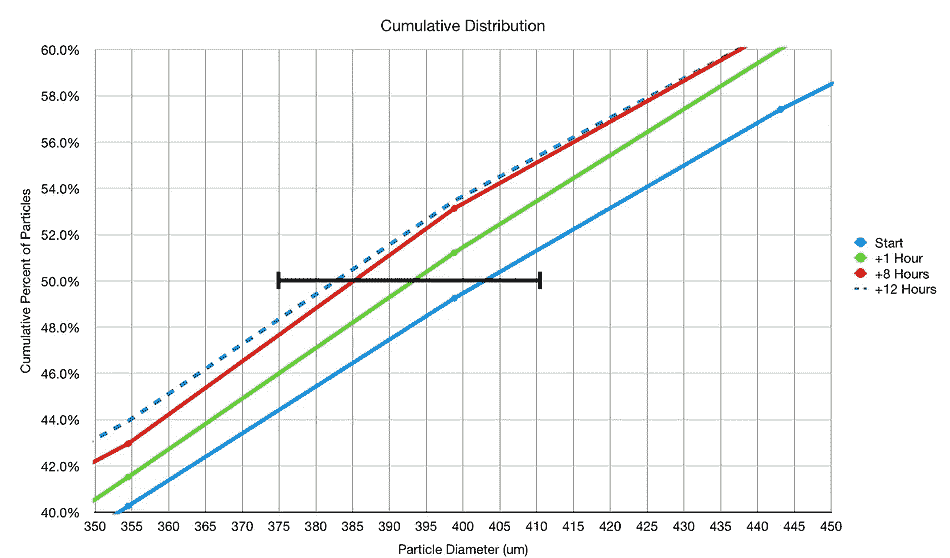 Cumulative Distribution
60.0%
58.0%
56.0%
54.0%
52.0%
50.0%
48.0%
46.0%
44.0%
42.0%
40.0%
Cumulative Percent of Particles
350 355 360 365 370 375 380 385 390 395 400 405 410 415 420 425 430 435 440 445 450
Particle Diameter (um)
Start
+1 Hour
+8 Hours
+12 Hours